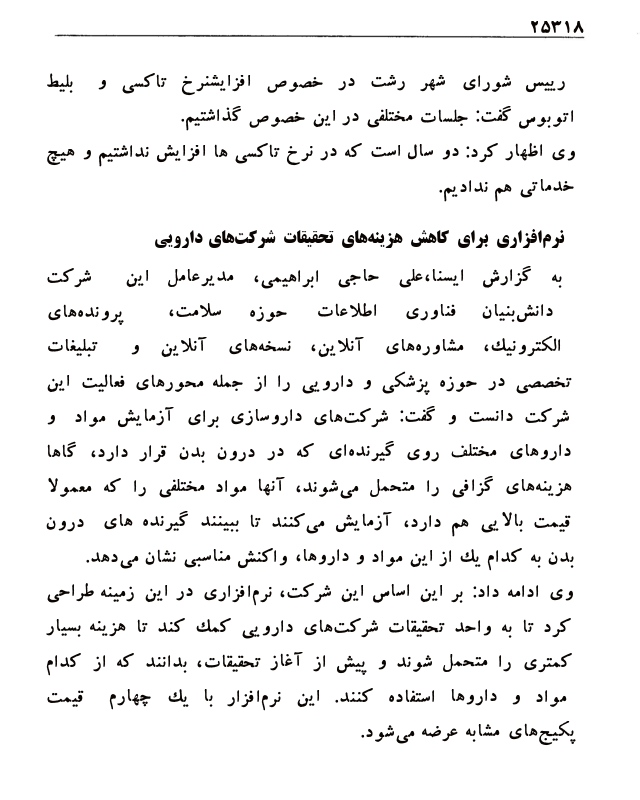 ۲۵۳۱۸
رییس شورای شهر رشت در خصوص افزایشنرخ تاکسی و بلیط
اتوبوس گفت: جلسات مختلفی در این خصوص گذاشتیم.
وی اظهار کرد: دو سال است که در نرخ تاکسی ها افزایش نداشتیم و هیچ
خدماتی هم ندادیم.
نرم‌افزاری برای کاهش هزینه‌های تحقیقات شرکت‌های دارویی
به گزارش ایسنا،علی حاجی ابراهیمی، مدیرعامل این شرکت
دانش‌بنیان فناوری اطلاعات حوزه سلامت، پرونده‌های
الکترونیك، مشاوره‌های آنلاین، نسخه‌های آنلاین و تبلیغات
تخصصی در حوزه پزشکی و دارویی را از جمله محورهای فعالیت این
شرکت دانست و گفت: شرکت‌های داروسازی برای آزمایش مواد و
داروهای مختلف روی گیرنده‌ای که در درون بدن قرار دارد، گاها
هزینه‌های گزافی را متحمل می‌شوند، آنها مواد مختلفی را که معمولا
قیمت بالایی هم دارد، آزمایش می‌کنند تا ببینند گیرنده های درون
بدن به کدام یك از این مواد و داروها، واکنش مناسبی نشان می‌دهد.
وی ادامه داد: بر این اساس این شرکت، نرم‌افزاری در این زمینه طراحی
کرد تا به واحد تحقیقات شرکت‌های دارویی کمك کند تا هزینه بسیار
کمتری را متحمل شوند و پیش از آغاز تحقیقات، بدانند که از کدام
مواد و داروها استفاده کنند. این نرم‌افزار با یك چهارم قیمت
پکیج‌های مشابه عرضه می‌شود.